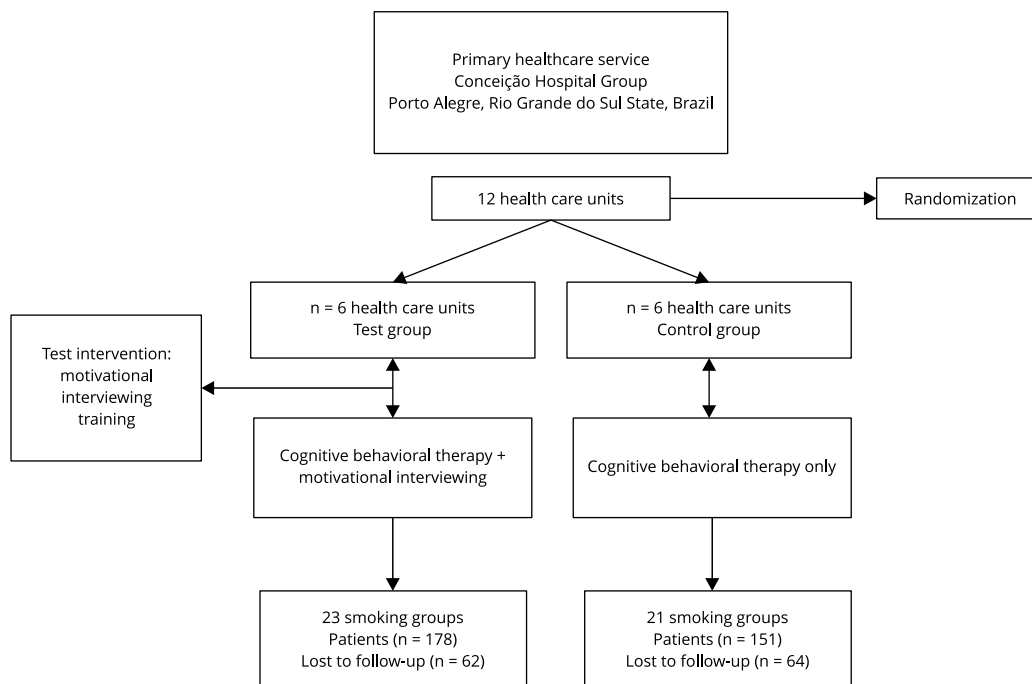 Primary healthcare service
Conceição Hospital Group
Porto Alegre, Rio Grande do Sul State, Brazil
12 health care units
Randomization
n = 6 health care units
Test group
n = 6 health care units
Control group
Test intervention:
motivational
interviewing
training
Cognitive behavioral therapy +
motivational interviewing
Cognitive behavioral therapy only
23 smoking groups
Patients (n = 178)
Lost to follow-up (n = 62)
21 smoking groups
Patients (n = 151)
Lost to follow-up (n = 64)